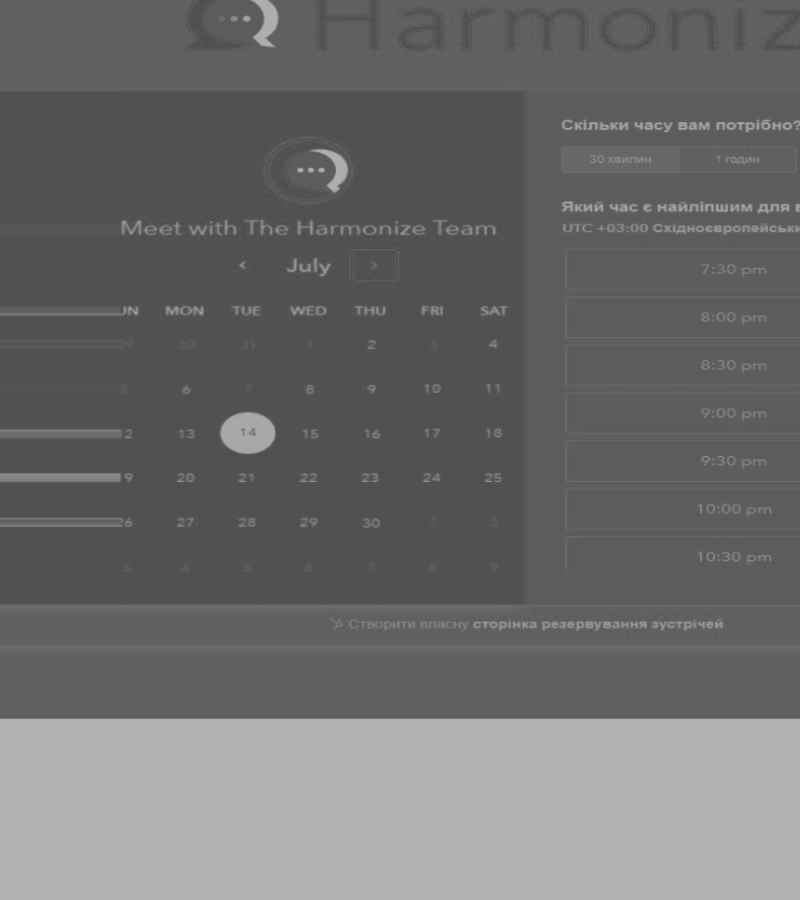 Harmoniz
Meet with The Harmonize Team
July
UN MON TUE WED THU FRI SAT
29 30 31 1 2 3 4
5 6 7 8 9 10 11
2 13 14 15 16 17 18
9 20 21 22 23 24 25
26 27 28 29 30 1 2
3 4 5 6 7 8 9
Скільки часу вам потрібно?
30 хвилин 1 годин
Який час є найліпшим для в
UTC +03:00 Східноєвропейськи
7:30 pm
8:00 pm
8:30 pm
9:00 pm
9:30 pm
10:00 pm
10:30 pm
Створити власну сторінка резервування зустрічей